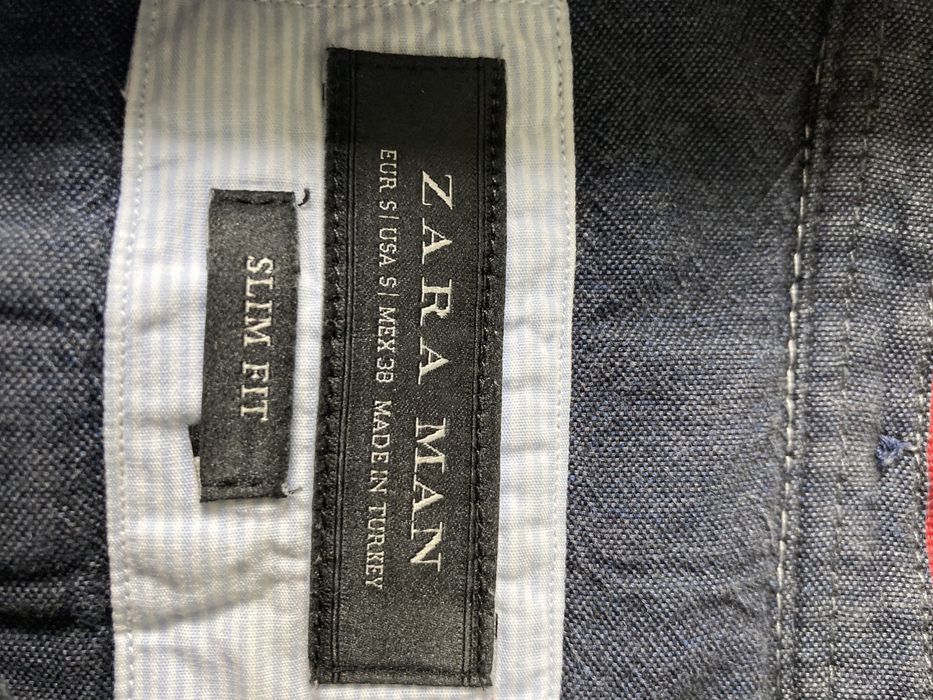 ZARA MAN
EUR S | USA S | MEX 38 MADE IN TURKEY
SLIM FIT